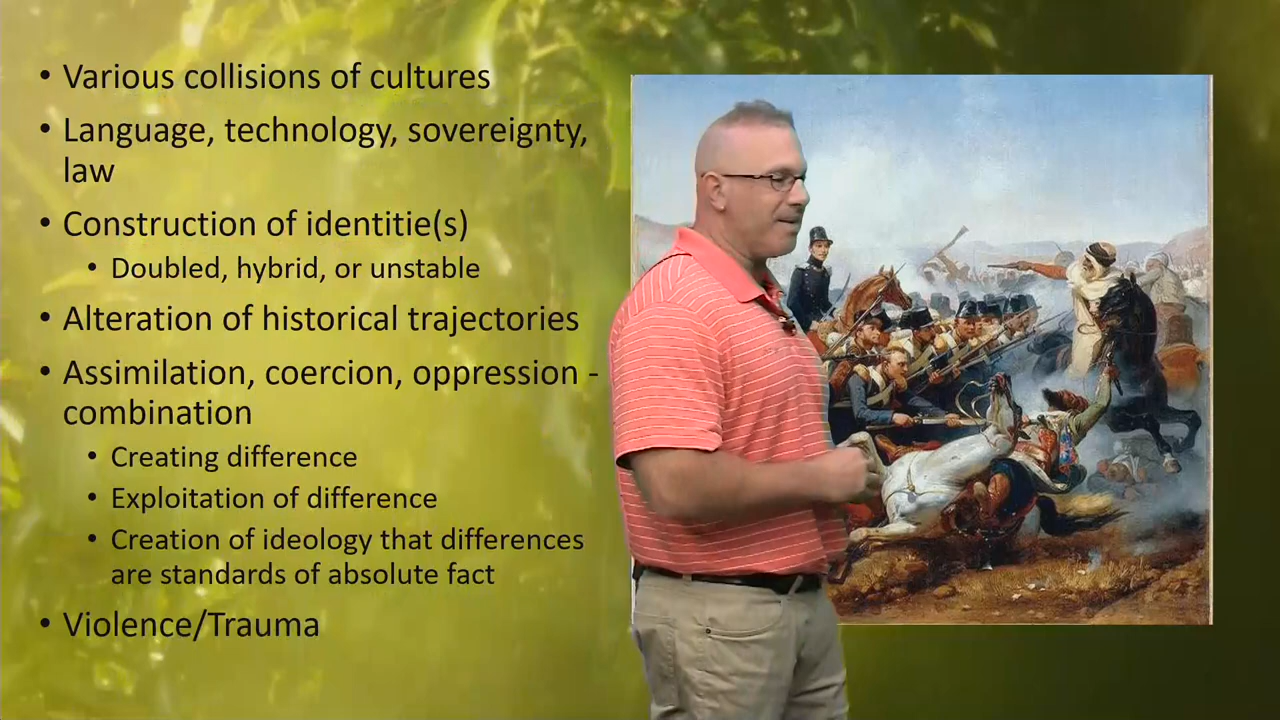 • Various collisions of cultures
• Language, technology, sovereignty,
law
• Construction of identitie(s)
• Doubled, hybrid, or unstable
• Alteration of historical trajectories
• Assimilation, coercion, oppression -
combination
• Creating difference
• Exploitation of difference
• Creation of ideology that differences
are standards of absolute fact
• Violence/Trauma